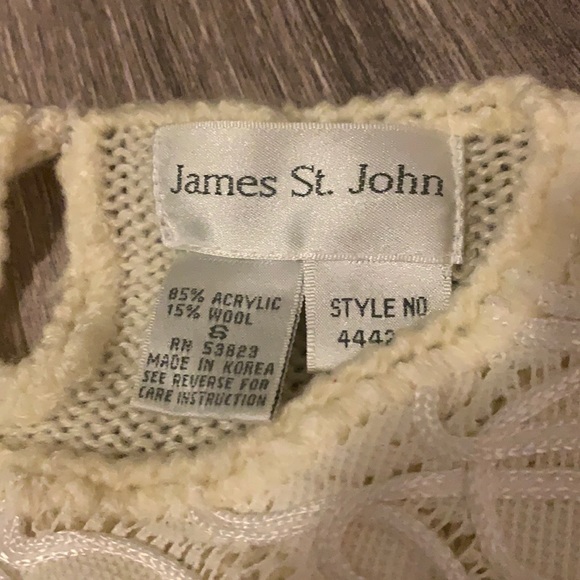 James St. John
85% ACRYLIC
15% WOOL
S
RN 53823
MADE IN KOREA
SEE REVERSE FOR
CARE INSTRUCTION
STYLE NO
4442